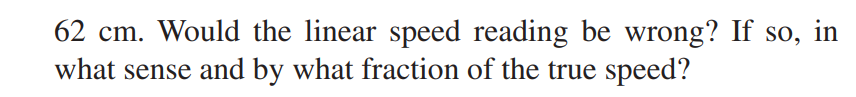 62 cm. Would the linear speed reading be wrong? If so, in
what sense and by what fraction of the true speed?